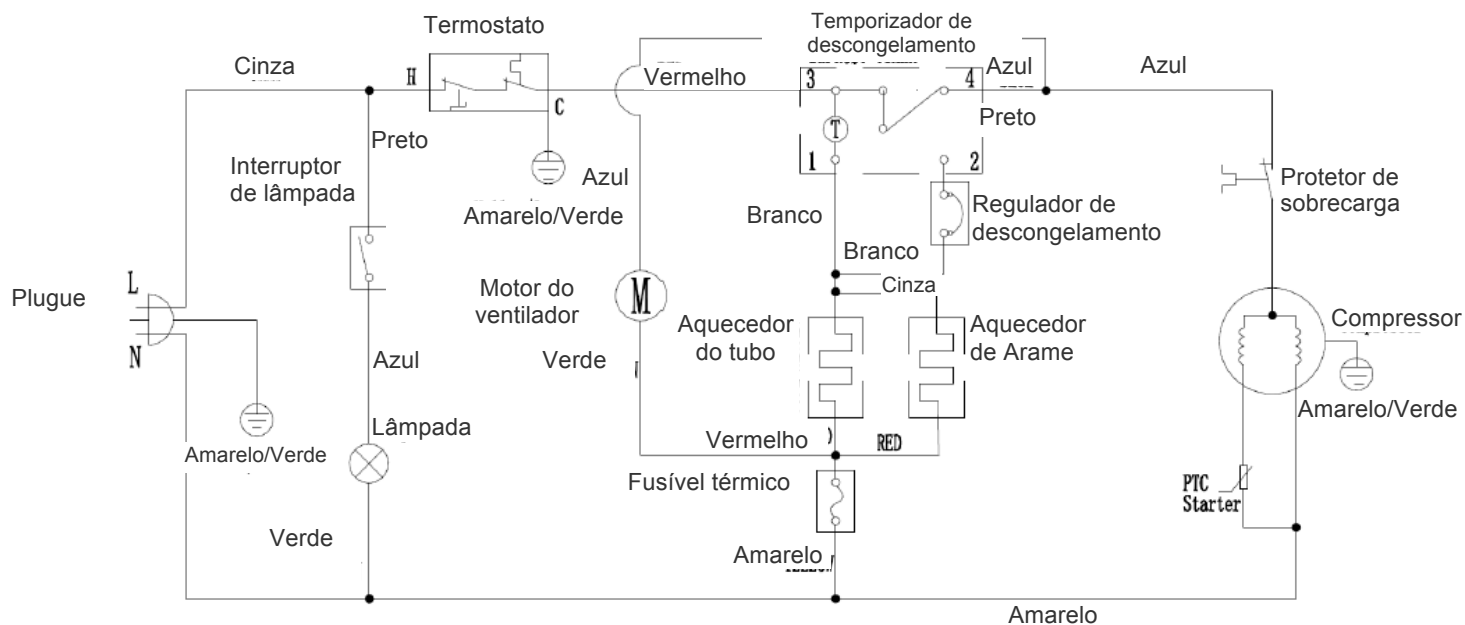 Termostato
Temporizador de
descongelamento
Cinza
H
Vermelho
3
4
Azul
Azul
C
Preto
Preto
T
1
2
Interruptor
de lâmpada
Azul
Amarelo/Verde
Branco
Regulador de
descongelamento
Protetor de
sobrecarga
Branco
Cinza
L
Plugue
N
Motor do
ventilador
M
Aquecedor
do tubo
Aquecedor
de Arame
Compressor
Verde
Azul
Amarelo/Verde
Lâmpada
Amarelo/Verde
Vermelho
RED
Fusível térmico
PTC
Starter
Verde
Amarelo
Amarelo